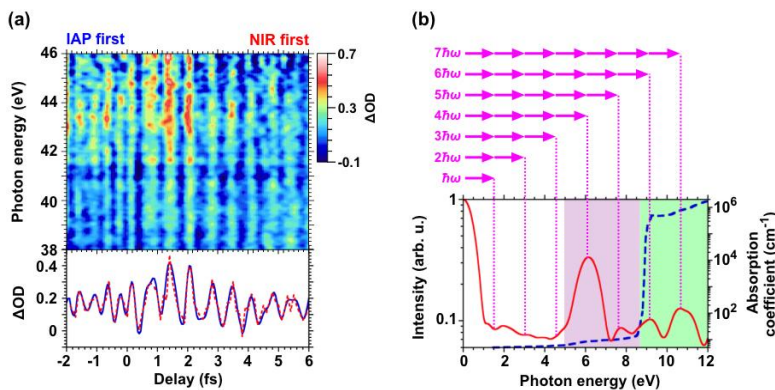 (a)
IAP first
NIR first
Photon energy (eV)
46
44
42
40
38
0.7
0.3
-0.1
ΔOD
ΔOD
0.4
0.2
0
-2 -1 0 1 2 3 4 5 6
Delay (fs)
(b)
7ħω
6ħω
5ħω
4ħω
3ħω
2ħω
ħω
Intensity (arb. u.)
1
0.1
10⁶
10⁴
10²
Absorption
coefficient (cm⁻¹)
0 2 4 6 8 10 12
Photon energy (eV)